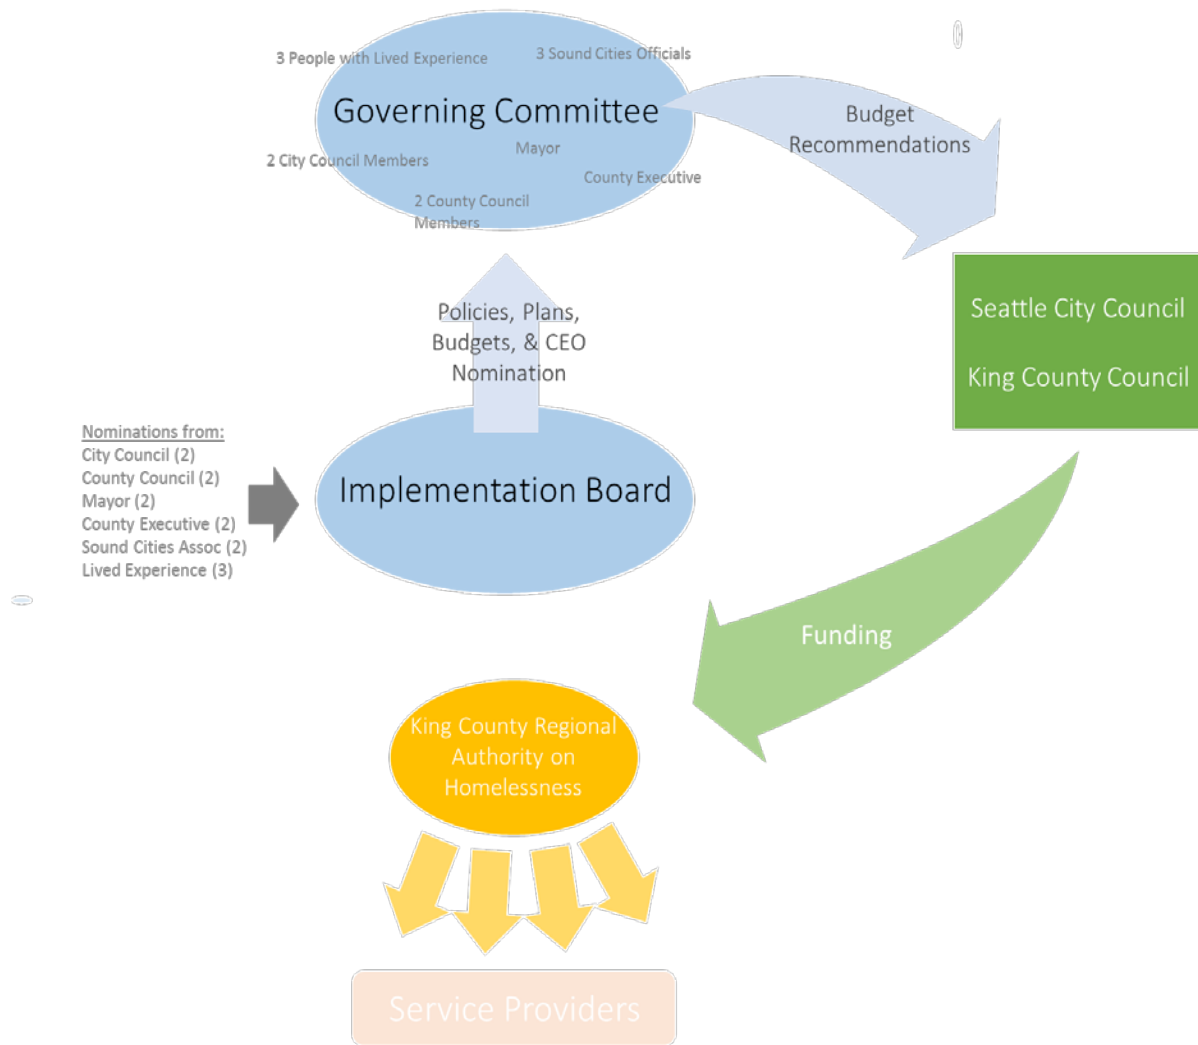 3 People with Lived Experience
3 Sound Cities Officials
Governing Committee
Mayor
2 City Council Members
County Executive
2 County Council
Members
Budget
Recommendations
Seattle City Council
King County Council
Policies, Plans,
Budgets, & CEO
Nomination
Nominations from:
City Council (2)
County Council (2)
Mayor (2)
County Executive (2)
Sound Cities Assoc (2)
Lived Experience (3)
Implementation Board
Funding
King County Regional
Authority on
Homelessness
Service Providers